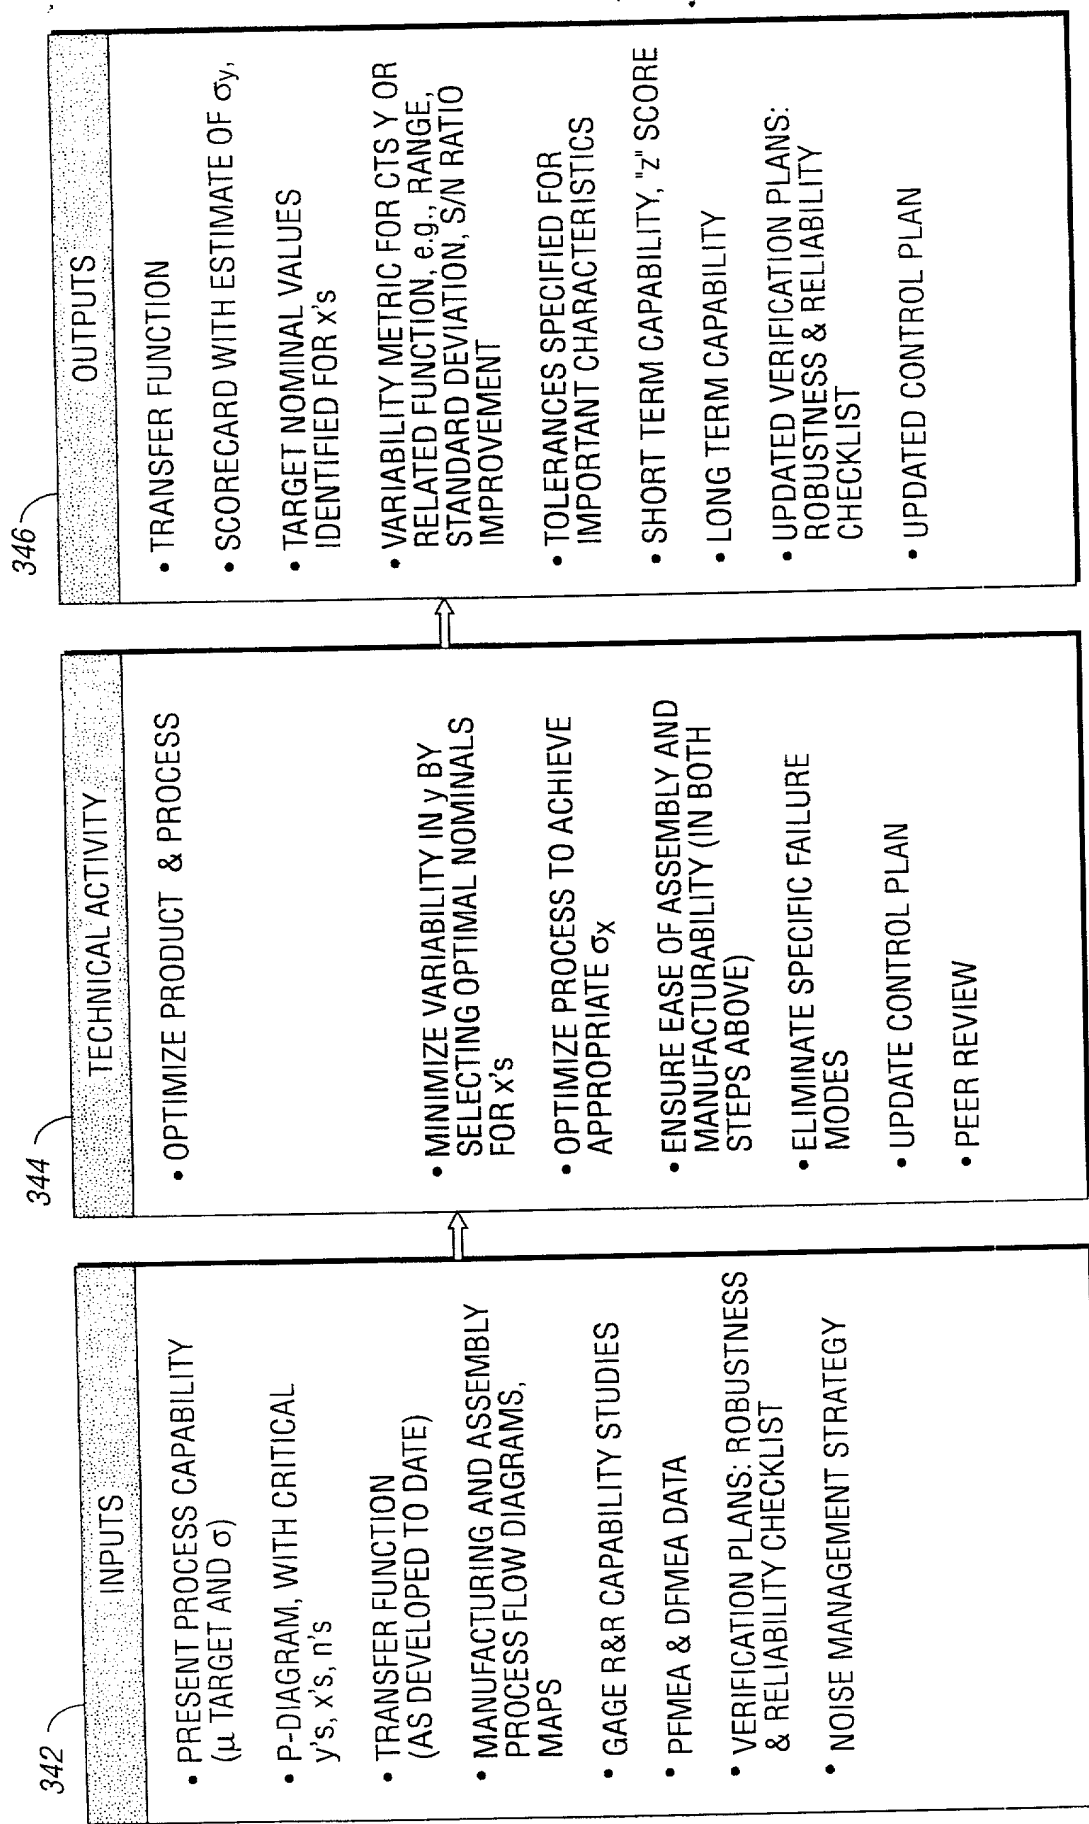 342
INPUTS
• PRESENT PROCESS CAPABILITY
(μ TARGET AND σ)
• P-DIAGRAM, WITH CRITICAL
y's, x's, n's
• TRANSFER FUNCTION
(AS DEVELOPED TO DATE)
• MANUFACTURING AND ASSEMBLY
PROCESS FLOW DIAGRAMS,
MAPS
• GAGE R&R CAPABILITY STUDIES
• PFMEA & DFMEA DATA
• VERIFICATION PLANS: ROBUSTNESS
& RELIABILITY CHECKLIST
• NOISE MANAGEMENT STRATEGY
344
TECHNICAL ACTIVITY
• OPTIMIZE PRODUCT & PROCESS
• MINIMIZE VARIABILITY IN y BY
SELECTING OPTIMAL NOMINALS
FOR x's
• OPTIMIZE PROCESS TO ACHIEVE
APPROPRIATE σx
• ENSURE EASE OF ASSEMBLY AND
MANUFACTURABILITY (IN BOTH
STEPS ABOVE)
• ELIMINATE SPECIFIC FAILURE
MODES
• UPDATE CONTROL PLAN
• PEER REVIEW
346
OUTPUTS
• TRANSFER FUNCTION
• SCORECARD WITH ESTIMATE OF σy,
• TARGET NOMINAL VALUES
IDENTIFIED FOR x's
• VARIABILITY METRIC FOR CTS Y OR
RELATED FUNCTION, e.g., RANGE,
STANDARD DEVIATION, S/N RATIO
IMPROVEMENT
• TOLERANCES SPECIFIED FOR
IMPORTANT CHARACTERISTICS
• SHORT TERM CAPABILITY, "z" SCORE
• LONG TERM CAPABILITY
• UPDATED VERIFICATION PLANS:
ROBUSTNESS & RELIABILITY
CHECKLIST
• UPDATED CONTROL PLAN